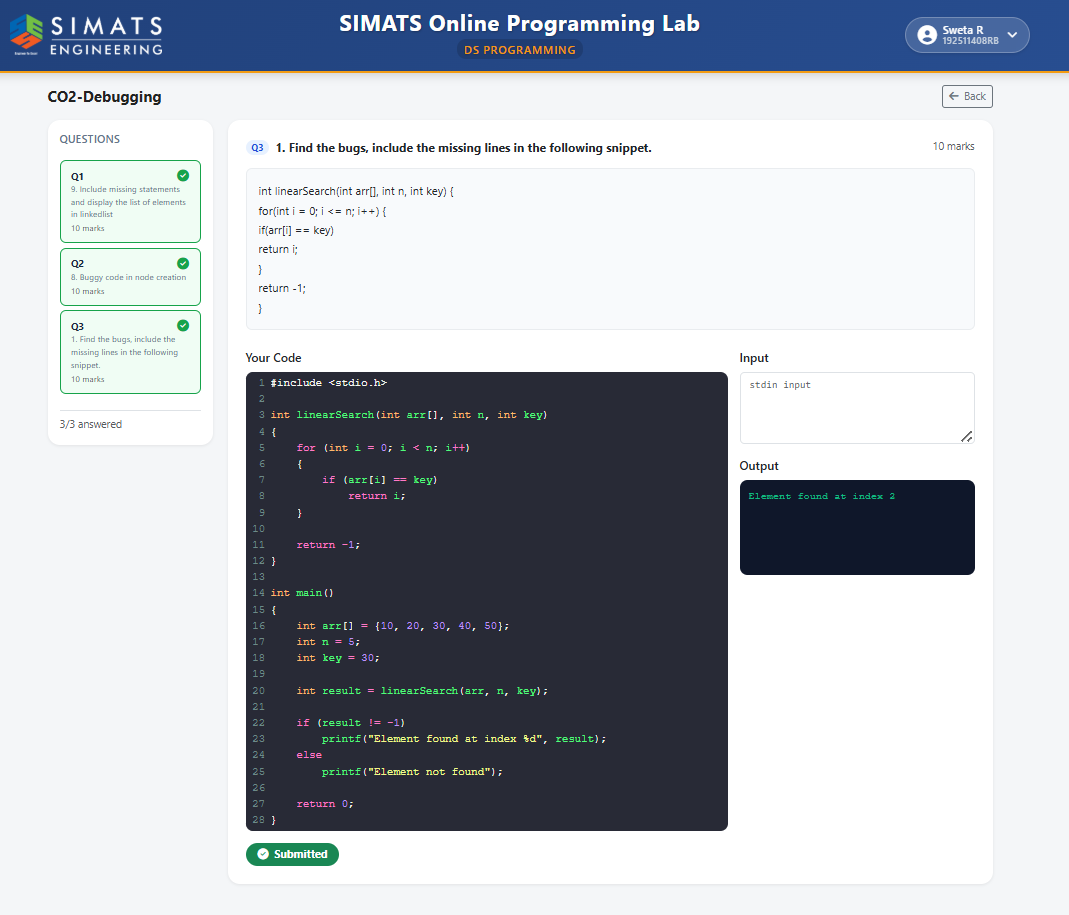 SIMATS
ENGINEERING
SIMATS Online Programming Lab
DS PROGRAMMING
Sweta R
192511408RB
CO2-Debugging
← Back
QUESTIONS
Q1
9. Include missing statements
and display the list of elements
in linkedlist
10 marks
Q2
8. Buggy code in node creation
10 marks
Q3
1. Find the bugs, include the
missing lines in the following
snippet.
10 marks
3/3 answered
Q3 1. Find the bugs, include the missing lines in the following snippet. 10 marks
int linearSearch(int arr[], int n, int key) {
for(int i = 0; i <= n; i++) {
if(arr[i] == key)
return i;
}
return -1;
}
Your Code
1 #include <stdio.h>
2
3 int linearSearch(int arr[], int n, int key)
4 {
5     for (int i = 0; i < n; i++)
6     {
7         if (arr[i] == key)
8             return i;
9     }
10
11     return -1;
12 }
13
14 int main()
15 {
16     int arr[] = {10, 20, 30, 40, 50};
17     int n = 5;
18     int key = 30;
19
20     int result = linearSearch(arr, n, key);
21
22     if (result != -1)
23         printf("Element found at index %d", result);
24     else
25         printf("Element not found");
26
27     return 0;
28 }
Submitted
Input
stdin input
Output
Element found at index 2